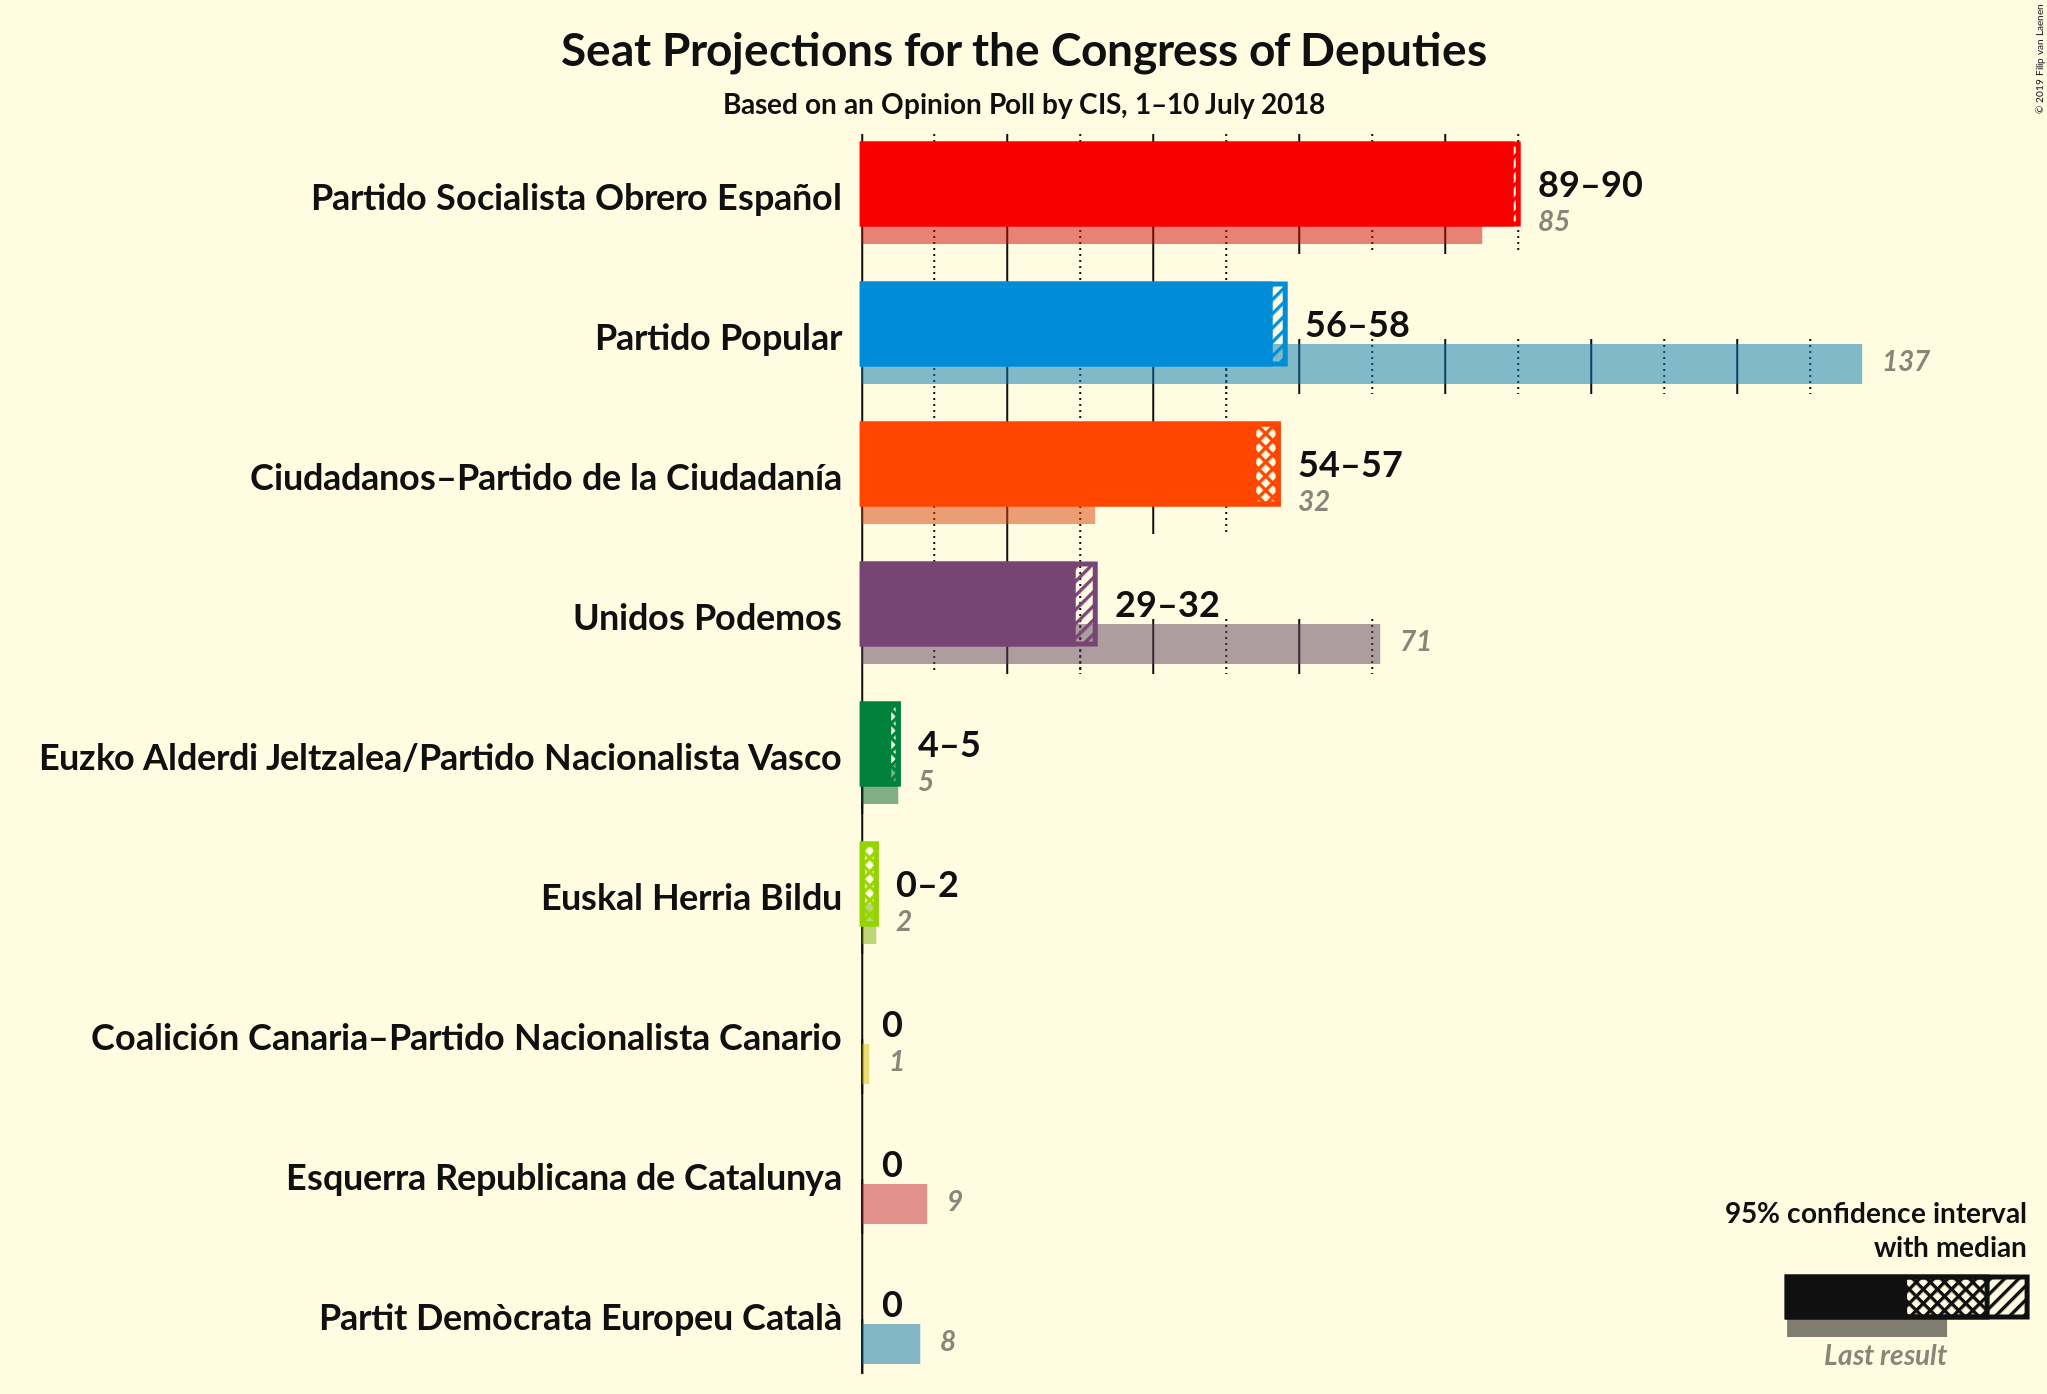 Seat Projections for the Congress of Deputies
Based on an Opinion Poll by CIS, 1–10 July 2018
© 2019 Filip van Laenen
Partido Socialista Obrero Español
89–90
85
Partido Popular
56–58
137
Ciudadanos–Partido de la Ciudadanía
54–57
32
Unidos Podemos
29–32
71
Euzko Alderdi Jeltzalea/Partido Nacionalista Vasco
4–5
5
Euskal Herria Bildu
0–2
2
Coalición Canaria–Partido Nacionalista Canario
0
1
Esquerra Republicana de Catalunya
0
9
Partit Demòcrata Europeu Català
0
8
95% confidence interval
with median
Last result